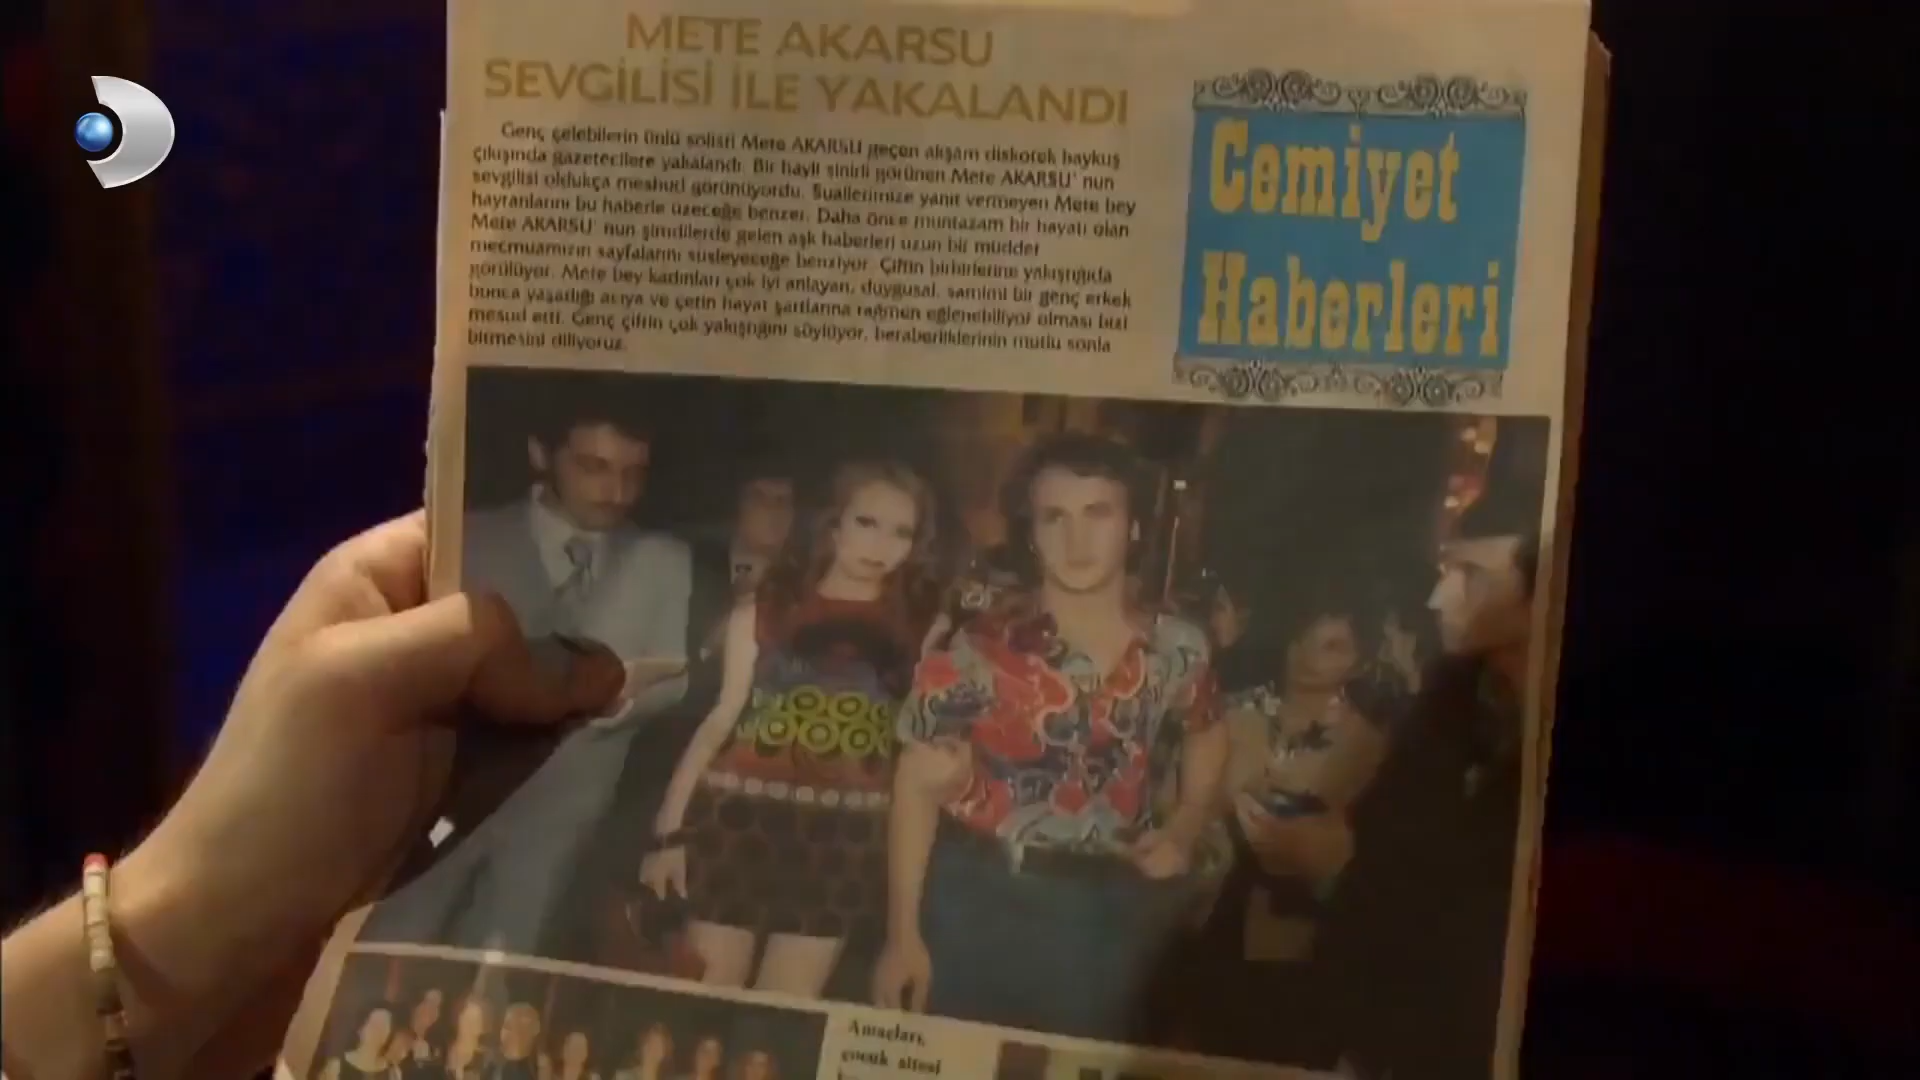 METE AKARSU
SEVGİLİSİ İLE YAKALANDI
Genç çelebilerin ünlü solisti Mete AKARSU geçen akşam diskotek baykuş
çıkışında gazetecilere yakalandı. Bir hayli sinirli görünen Mete AKARSU' nun
sevgilisi oldukça meshud görünüyordu. Suallerimize yanıt vermeyen Mete bey
hayranlarını bu haberle üzeceğe benzer. Daha önce muntazam bir hayatı olan
Mete AKARSU' nun şimdilerde gelen aşk haberleri uzun bir müddet
mecmuamızın sayfalarını süsleyeceğe benziyor. Çiftin birbirlerine yakıştığıda
görülüyor. Mete bey kadınları çok iyi anlayan, duygusal, samimi bir genç erkek
bunca yaşadığı acıya ve çetin hayat şartlarına rağmen eğlenebiliyor olması bizi
mesud etti. Genç çiftin çok yakıştığını söylüyor, beraberliklerinin mutlu sonla
bitmesini diliyoruz.
Cemiyet
Haberleri
Amaçları,
çocuk sitesi